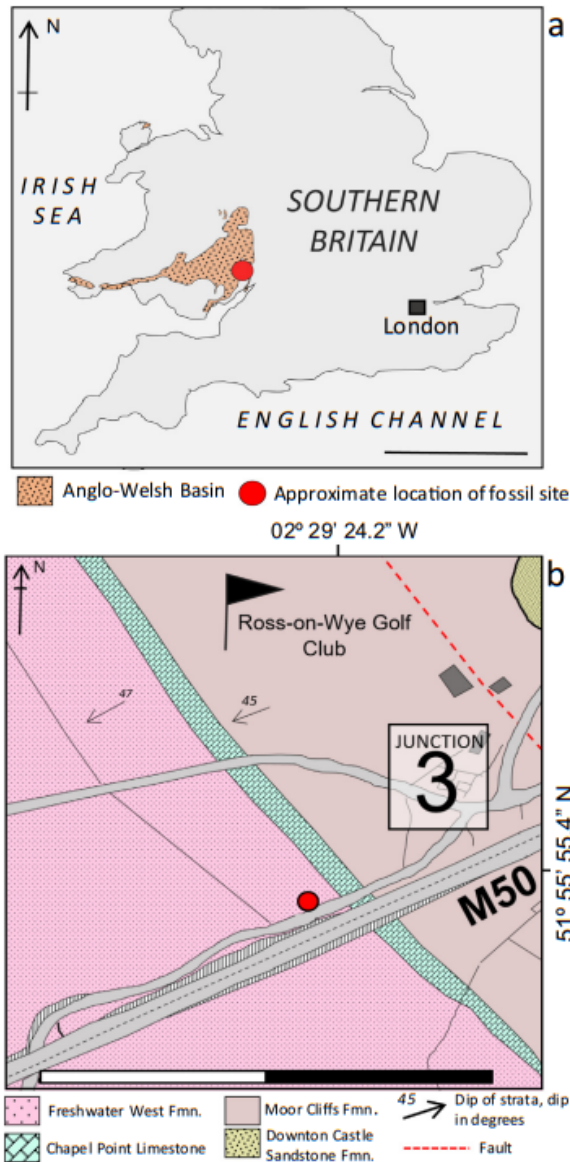 N
a
IRISH
SEA
SOUTHERN
BRITAIN
London
ENGLISH CHANNEL
Anglo-Welsh Basin
Approximate location of fossil site
02º 29’ 24.2” W
N
b
Ross-on-Wye Golf
Club
47
45
JUNCTION
3
51º 55’ 55.4” N
M50
Freshwater West Fmn.
Moor Cliffs Fmn.
45
Dip of strata, dip
in degrees
Chapel Point Limestone
Downton Castle
Sandstone Fmn.
Fault